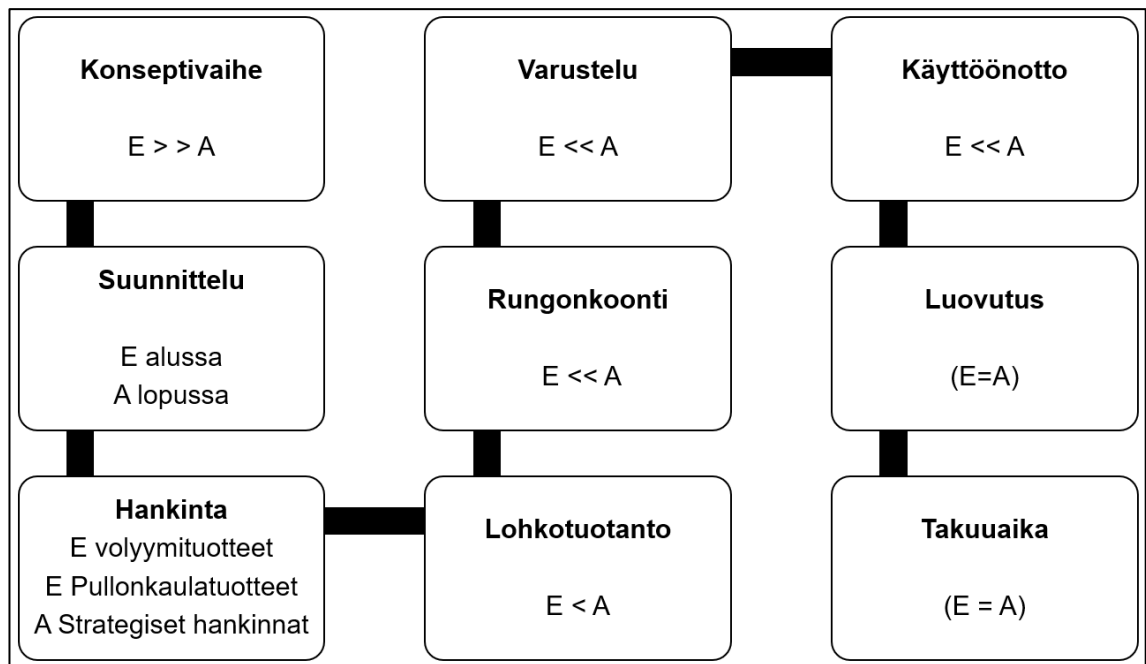 Konseptivaihe
E > > A
Suunnittelu
E alussa
A lopussa
Hankinta
E volyymituotteet
E Pullonkaulatuotteet
A Strategiset hankinnat
Lohkotuotanto
E < A
Rungonkoonti
E << A
Varustelu
E << A
Käyttöönotto
E << A
Luovutus
(E=A)
Takuuaika
(E = A)